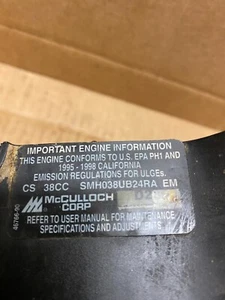 IMPORTANT ENGINE INFORMATION
THIS ENGINE CONFORMS TO U.S. EPA PH1 AND
1995 - 1998 CALIFORNIA
EMISSION REGULATIONS FOR ULGEs.
CS 38CC SMH038UB24RA EM
McCULLOCH
CORP
REFER TO USER MANUAL FOR MAINTENANCE
SPECIFICATIONS AND ADJUSTMENTS.